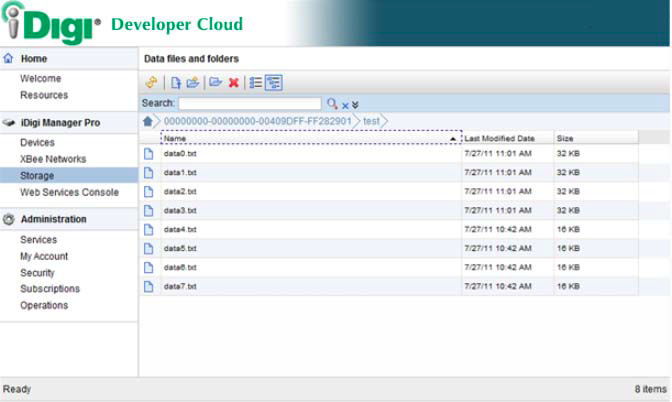 iDigi® Developer Cloud
Home
Welcome
Resources
iDigi Manager Pro
Devices
XBee Networks
Storage
Web Services Console
Administration
Services
My Account
Security
Subscriptions
Operations
Data files and folders
Search:
00000000-00000000-00409DFF-FF282901 test
Name Last Modified Date Size
data0.txt 7/27/11 11:01 AM 32 KB
data1.txt 7/27/11 11:01 AM 32 KB
data2.txt 7/27/11 11:01 AM 32 KB
data3.txt 7/27/11 11:01 AM 32 KB
data4.txt 7/27/11 10:42 AM 16 KB
data5.txt 7/27/11 10:42 AM 16 KB
data6.txt 7/27/11 10:42 AM 16 KB
data7.txt 7/27/11 10:42 AM 16 KB
Ready 8 items